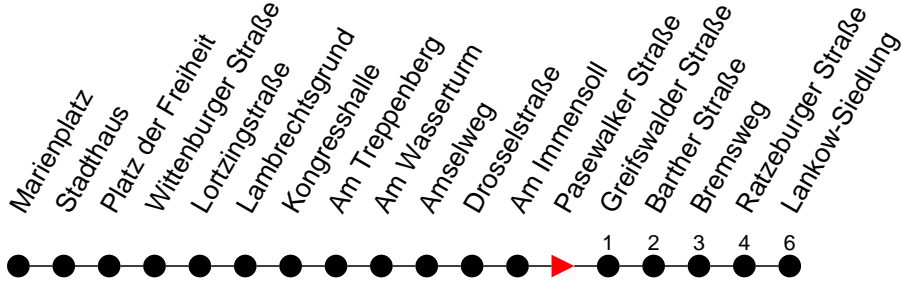 Marienplatz
Stadthaus
Platz der Freiheit
Wittenburger Straße
Lortzingstraße
Lambrechtsgrund
Kongresshalle
Am Treppenberg
Am Wasserturm
Amselweg
Drosselstraße
Am Immensoll
Pasewalker Straße
Greifswalder Straße
Barther Straße
Bremsweg
Ratzeburger Straße
Lankow-Siedlung
1 2 3 4 6